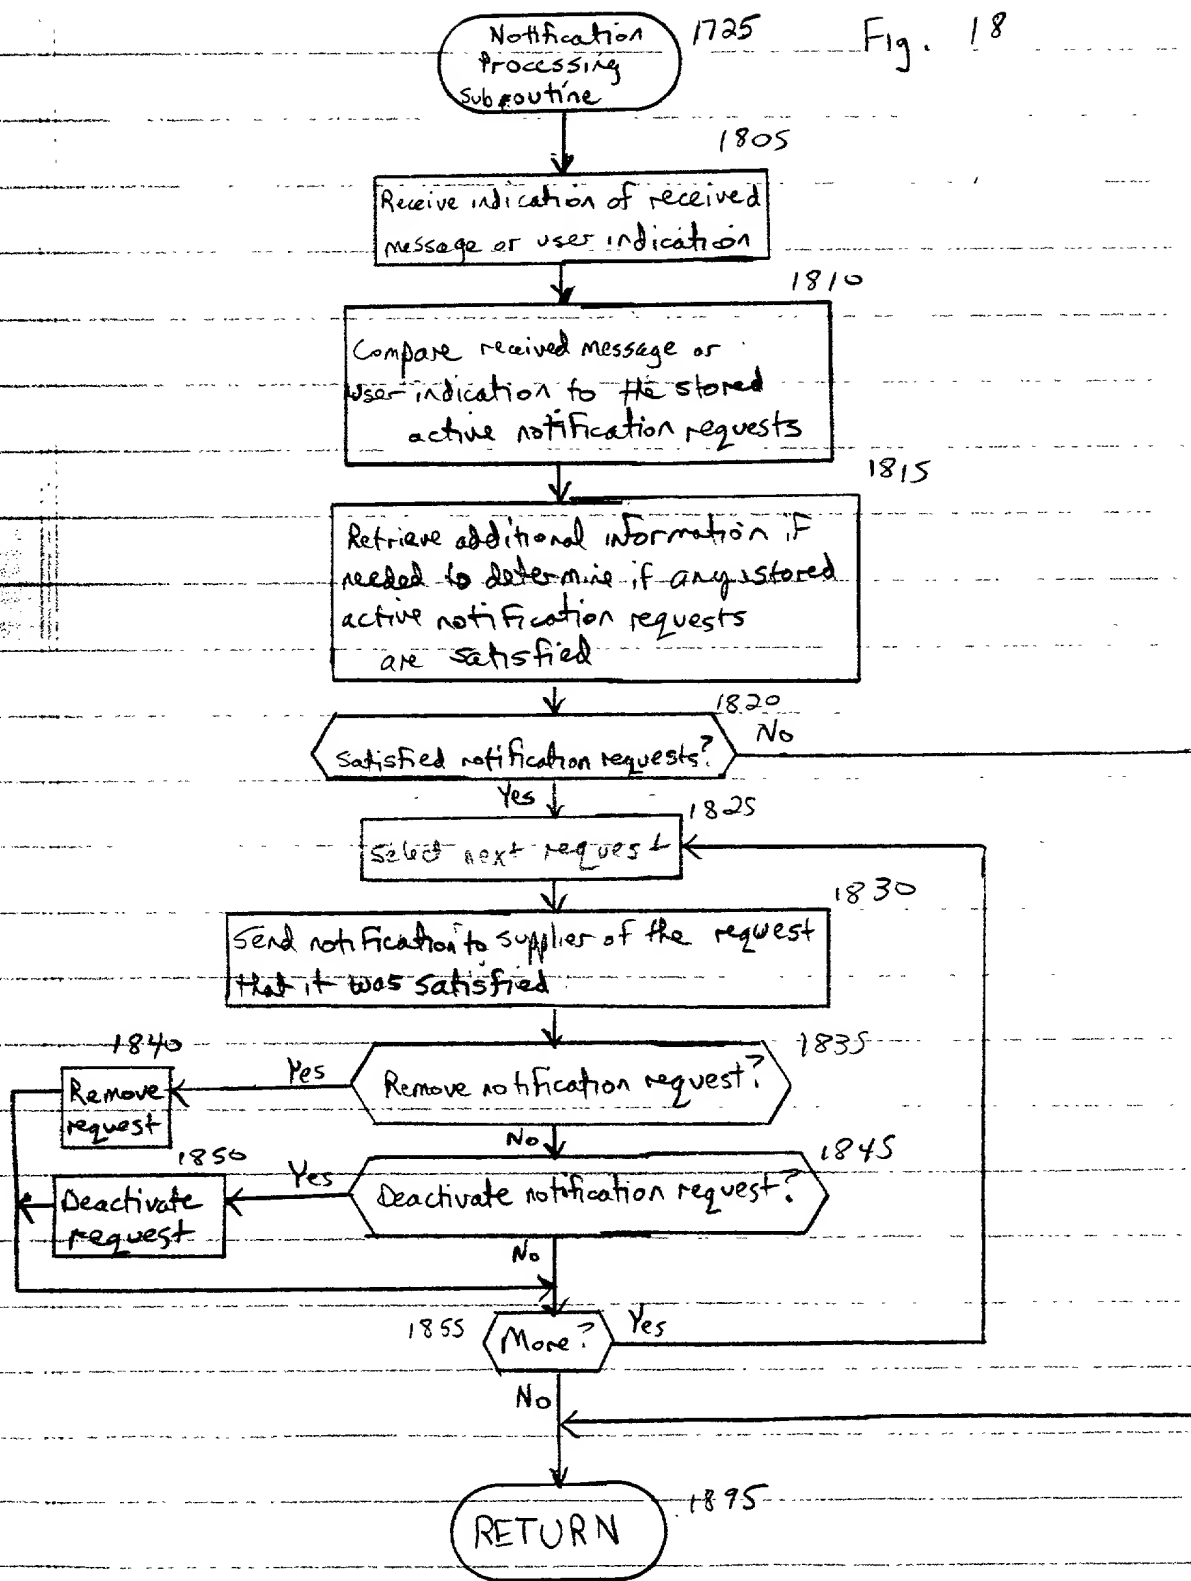 Notification 1725 Fig. 18
Processing
Subroutine
1805
Receive indication of received
message or user indication
1810
Compare received message or
user indication to the stored
active notification requests
1815
Retrieve additional information if
needed to determine if any stored
active notification requests
are satisfied
1820
Satisfied notification requests? No
Yes
1825
Select next request
1830
Send notification to supplier of the request
that it was satisfied
1840
1835
Remove
request
Yes
Remove notification request?
No
1850
1845
Deactivate
request
Yes
Deactivate notification request?
No
1855
More?
Yes
No
1895
RETURN